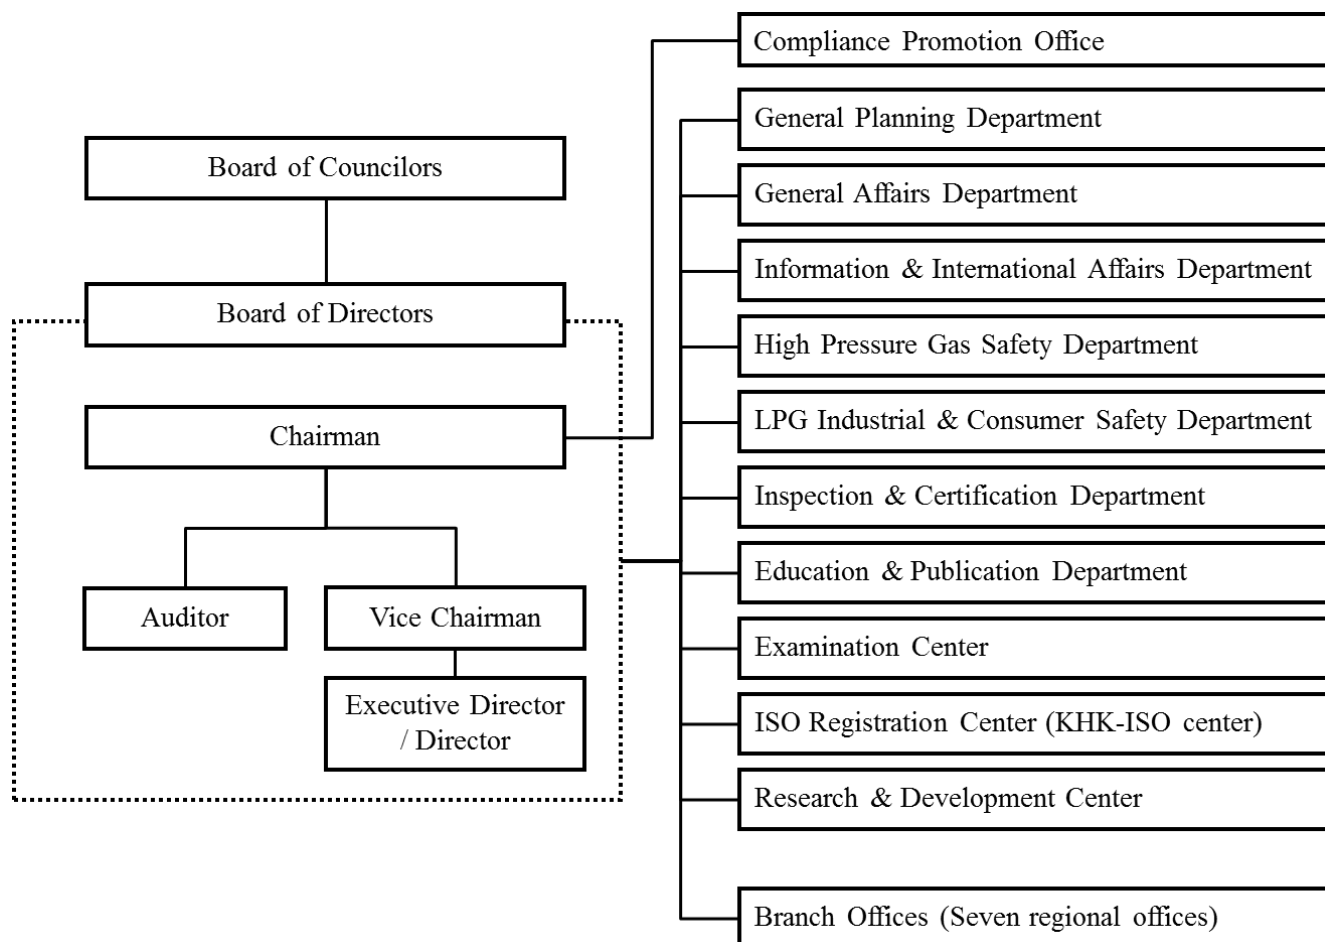 Board of Councilors
Board of Directors
Chairman
Auditor
Vice Chairman
Executive Director
/ Director
Compliance Promotion Office
General Planning Department
General Affairs Department
Information & International Affairs Department
High Pressure Gas Safety Department
LPG Industrial & Consumer Safety Department
Inspection & Certification Department
Education & Publication Department
Examination Center
ISO Registration Center (KHK-ISO center)
Research & Development Center
Branch Offices (Seven regional offices)